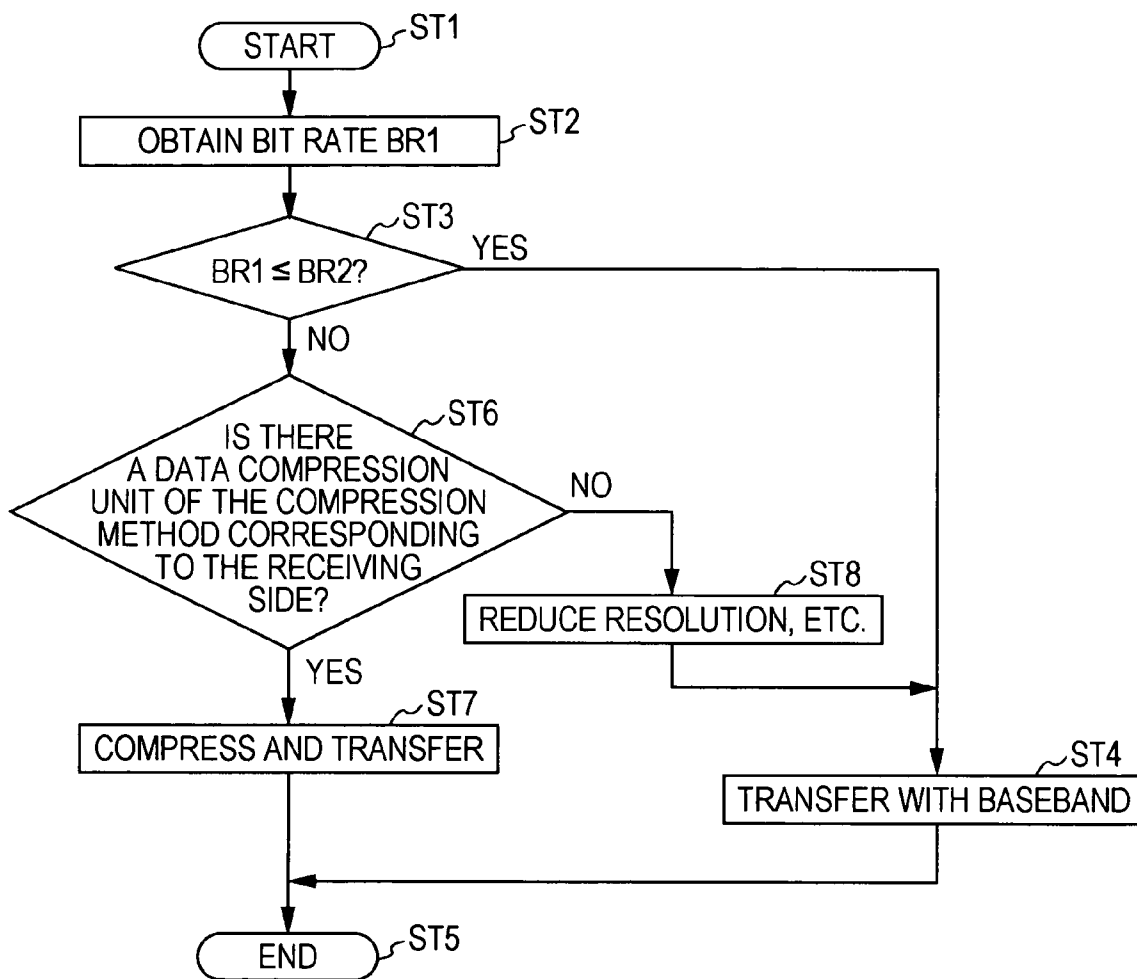 START
ST1
OBTAIN BIT RATE BR1
ST2
BR1 ≤ BR2?
ST3
YES
NO
IS THERE
A DATA COMPRESSION
UNIT OF THE COMPRESSION
METHOD CORRESPONDING
TO THE RECEIVING
SIDE?
ST6
NO
REDUCE RESOLUTION, ETC.
ST8
YES
COMPRESS AND TRANSFER
ST7
TRANSFER WITH BASEBAND
ST4
END
ST5